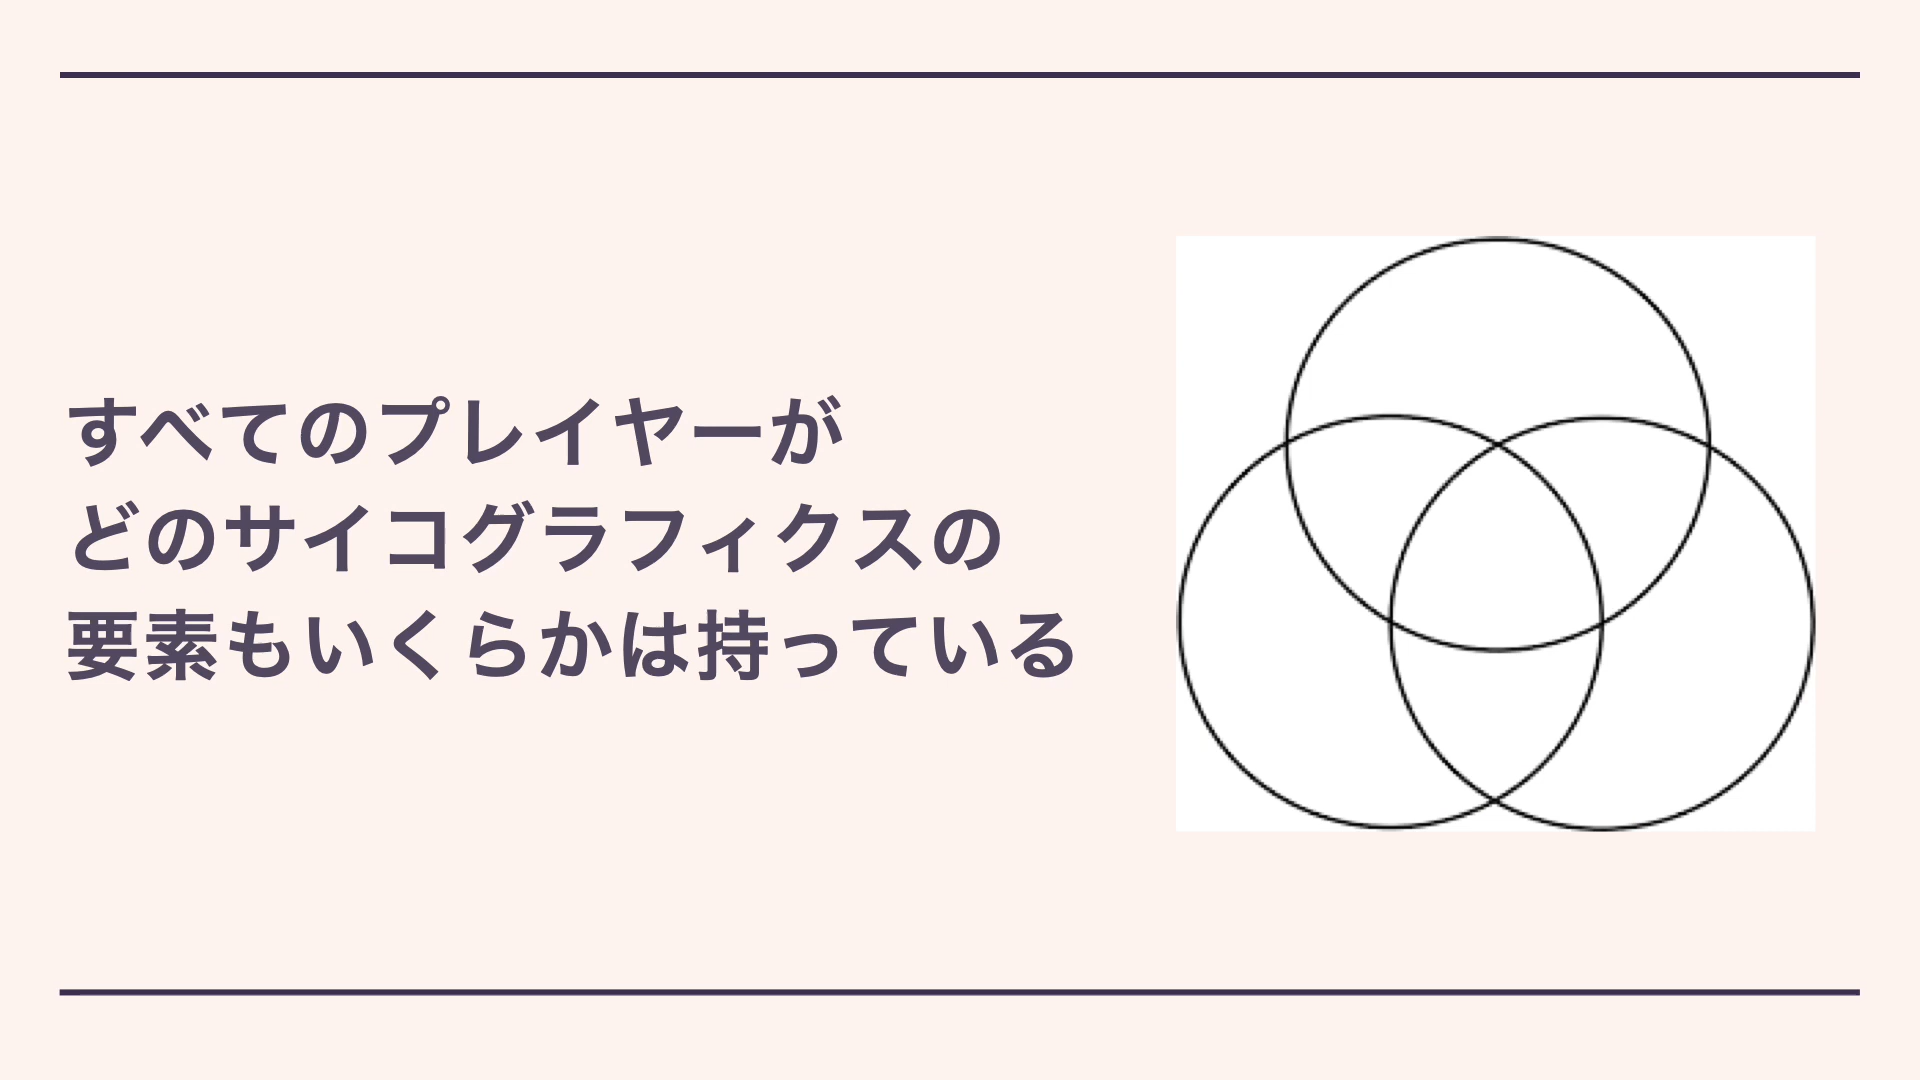 すべてのプレイヤーが
どのサイコグラフィクスの
要素もいくらかは持っている